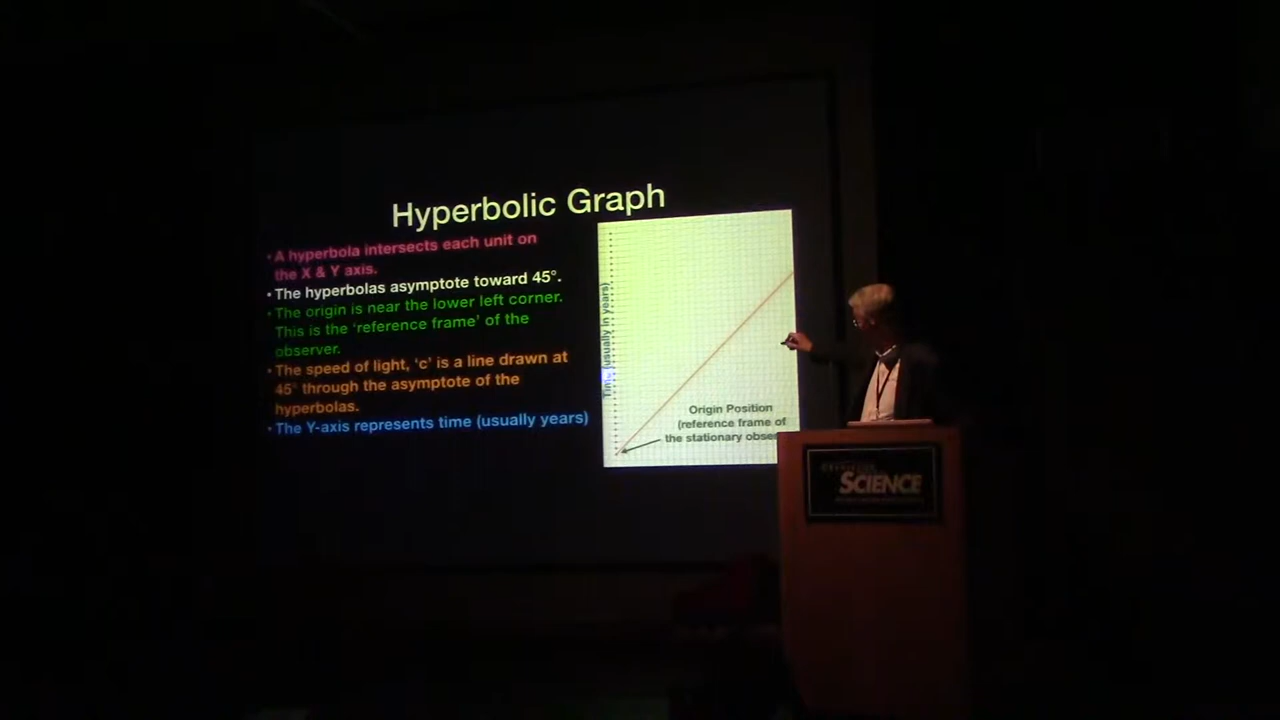 Hyperbolic Graph
• A hyperbola intersects each unit on
the X & Y axis.
• The hyperbolas asymptote toward 45°.
• The origin is near the lower left corner.
This is the ‘reference frame’ of the
observer.
• The speed of light, ‘c’ is a line drawn at
45° through the asymptote of the
hyperbolas.
• The Y-axis represents time (usually years)
Time (usually in years)
Origin Position
(reference frame of
the stationary obse
SCIENCE